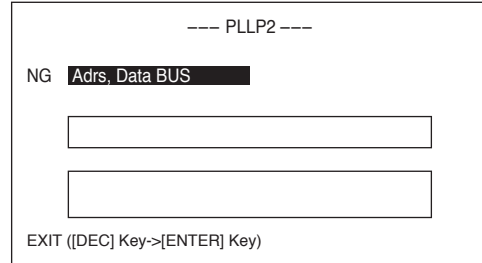 --- PLLP2 ---
NG Adrs, Data BUS
EXIT ([DEC] Key->[ENTER] Key)